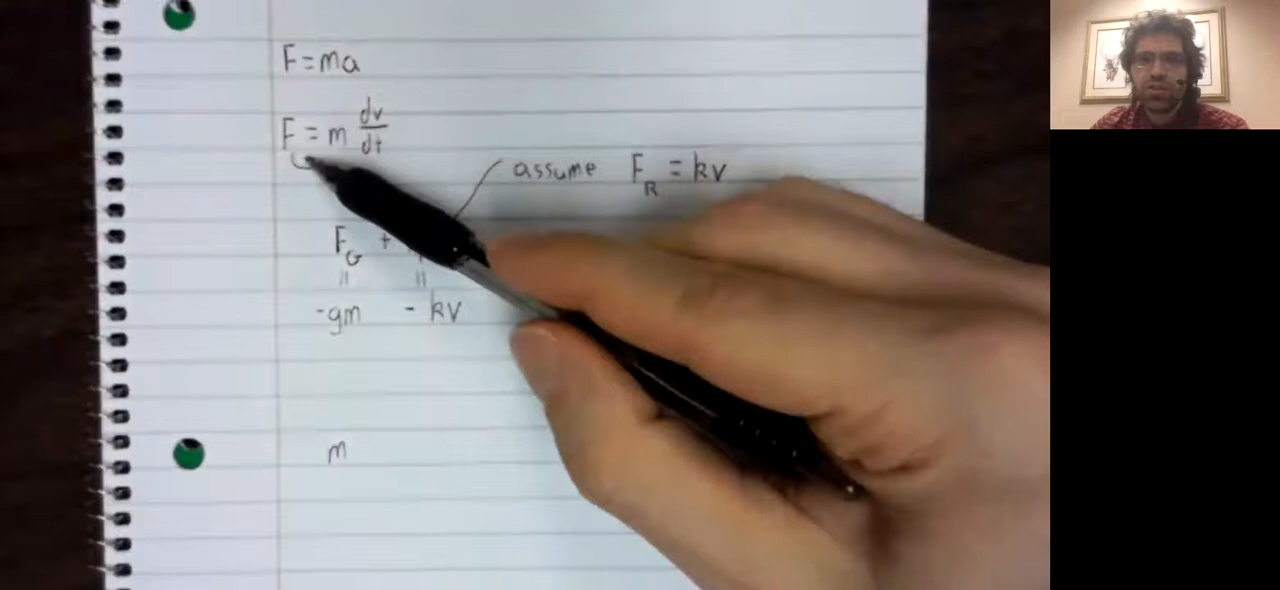 F = ma
F = m dv/dt
assume F_R = kv
F_G +
= =
-gm - kv
m